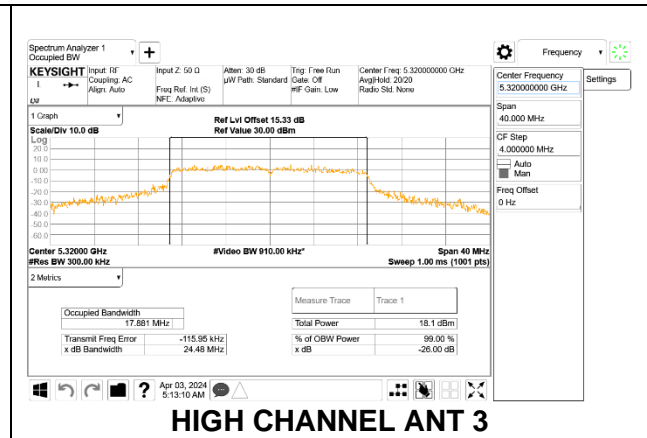 Spectrum Analyzer 1
Occupied BW
+
Frequency
KEYSIGHT
Input: RF
Coupling: AC
Align: Auto
Input Z: 50 Ω
Freq Ref: Int (S)
NFE: Adaptive
Atten: 30 dB
µW Path: Standard
Trig: Free Run
Gate: Off
#IF Gain: Low
Center Freq: 5.320000000 GHz
Avg|Hold: 20/20
Radio Std: None
Center Frequency
5.320000000 GHz
Settings
Span
40.000 MHz
CF Step
4.000000 MHz
Auto
Man
Freq Offset
0 Hz
1 Graph
Scale/Div 10.0 dB
Ref Lvl Offset 15.33 dB
Ref Value 30.00 dBm
Log
20.0
10.0
0.00
-10.0
-20.0
-30.0
-40.0
-50.0
-60.0
Center 5.32000 GHz
#Video BW 910.00 kHz*
Span 40 MHz
#Res BW 300.00 kHz
Sweep 1.00 ms (1001 pts)
2 Metrics
Measure Trace
Trace 1
Occupied Bandwidth
17.881 MHz
Total Power
18.1 dBm
Transmit Freq Error
-115.95 kHz
% of OBW Power
99.00 %
x dB Bandwidth
24.48 MHz
x dB
-26.00 dB
?
Apr 03, 2024
5:13:10 AM
HIGH CHANNEL ANT 3